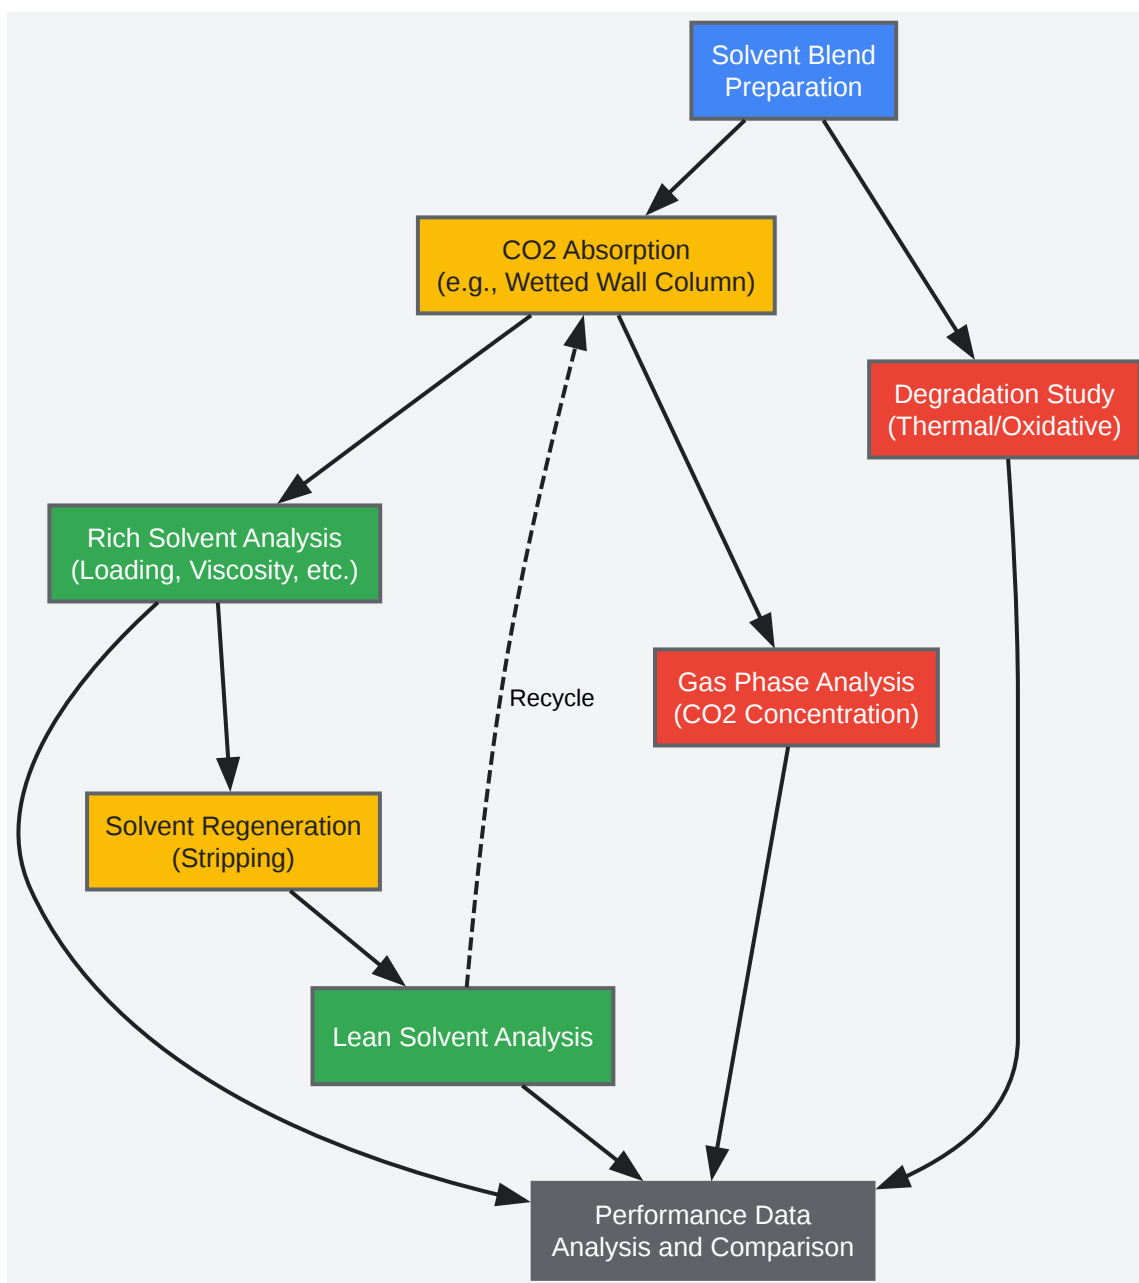 Solvent Blend
Preparation
CO2 Absorption
(e.g., Wetted Wall Column)
Degradation Study
(Thermal/Oxidative)
Rich Solvent Analysis
(Loading, Viscosity, etc.)
Gas Phase Analysis
(CO2 Concentration)
Recycle
Solvent Regeneration
(Stripping)
Lean Solvent Analysis
Performance Data
Analysis and Comparison